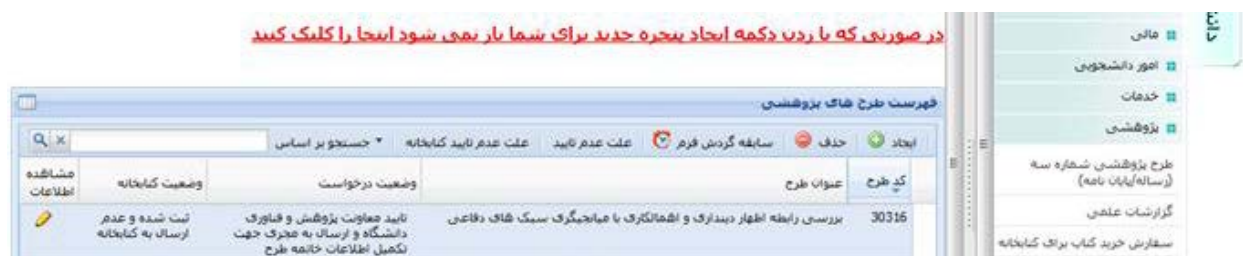 در صورتی که با زدن دکمه ایجاد پنجره جدید برای شما باز نمی شود اینجا را کلیک کنید
مالی
امور دانشجویی
خدمات
پژوهشی
طرح پژوهشی شماره سه
(رساله/پایان نامه)
گزارشات علمی
سفارش خرید کتاب برای کتابخانه
فهرست طرح های پژوهشی
ایجاد حذف سابقه گردش فرم علت عدم تایید علت عدم تایید کتابخانه جستجو بر اساس
کد طرح عنوان طرح وضعیت درخواست وضعیت کتابخانه مشاهده
اطلاعات
30316 بررسی رابطه اظهار دینداری و اهمالکاری با میانجیگری سبک های دفاعی تایید معاونت پژوهش و فناوری ثبت شده و عدم
دانشگاه و ارسال به مجری جهت ارسال به کتابخانه
تکمیل اطلاعات خاتمه طرح